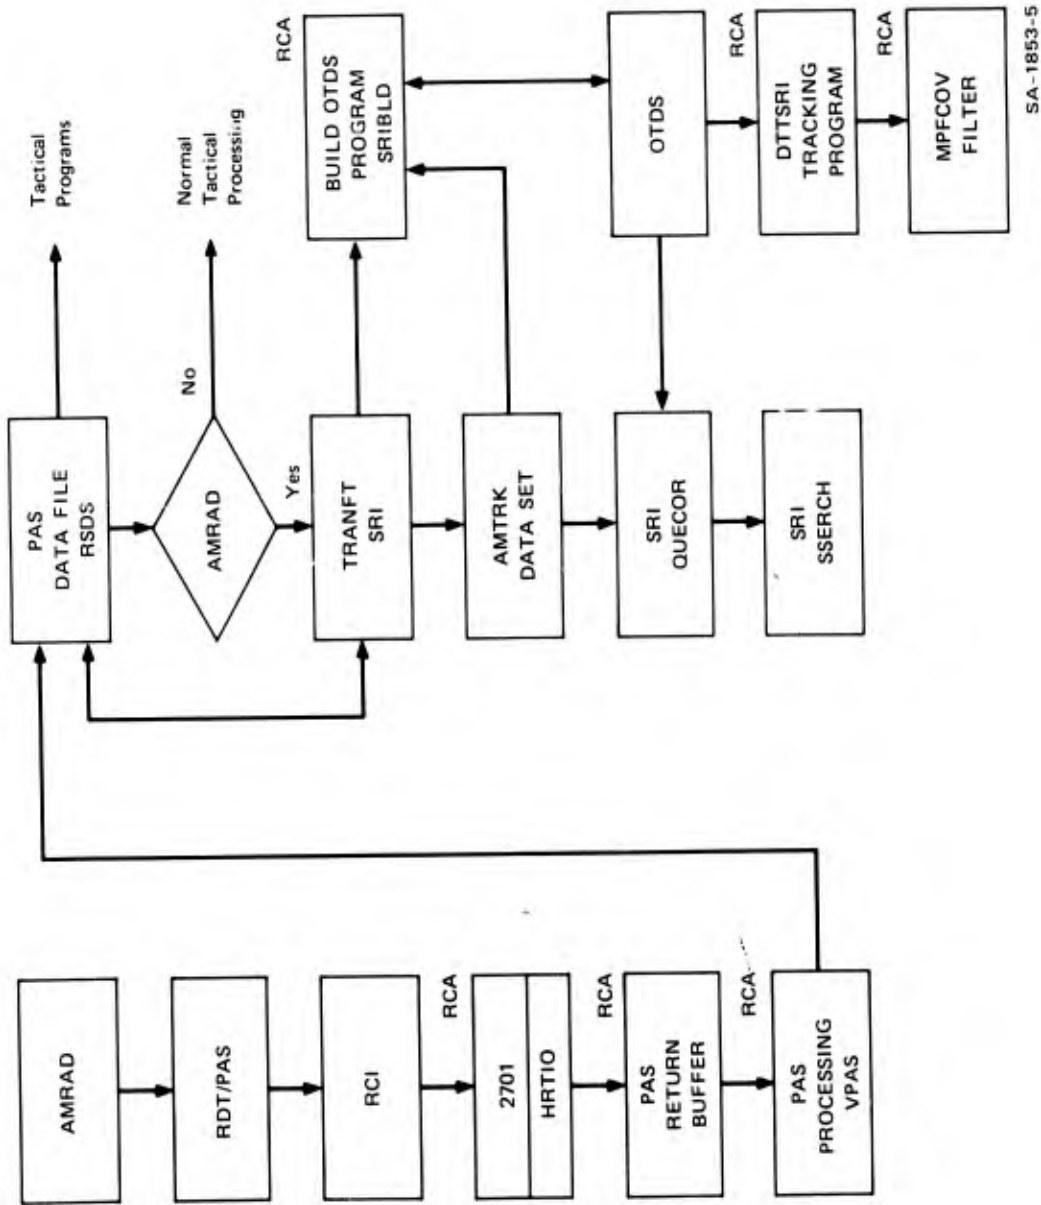 AMRAD
RDT/PAS
RCI
RCA
2701
HRTIO
RCA
PAS
RETURN
BUFFER
RCA
PAS
PROCESSING
VPAS
PAS
DATA FILE
RSDS
Tactical
Programs
AMRAD
No
Normal
Tactical
Processing
Yes
TRANFT
SRI
RCA
BUILD OTDS
PROGRAM
SRIBLD
AMTRK
DATA SET
SRI
QUECOR
SRI
SSERCH
OTDS
RCA
DTTSRI
TRACKING
PROGRAM
RCA
MPFCOV
FILTER
SA-1853-5